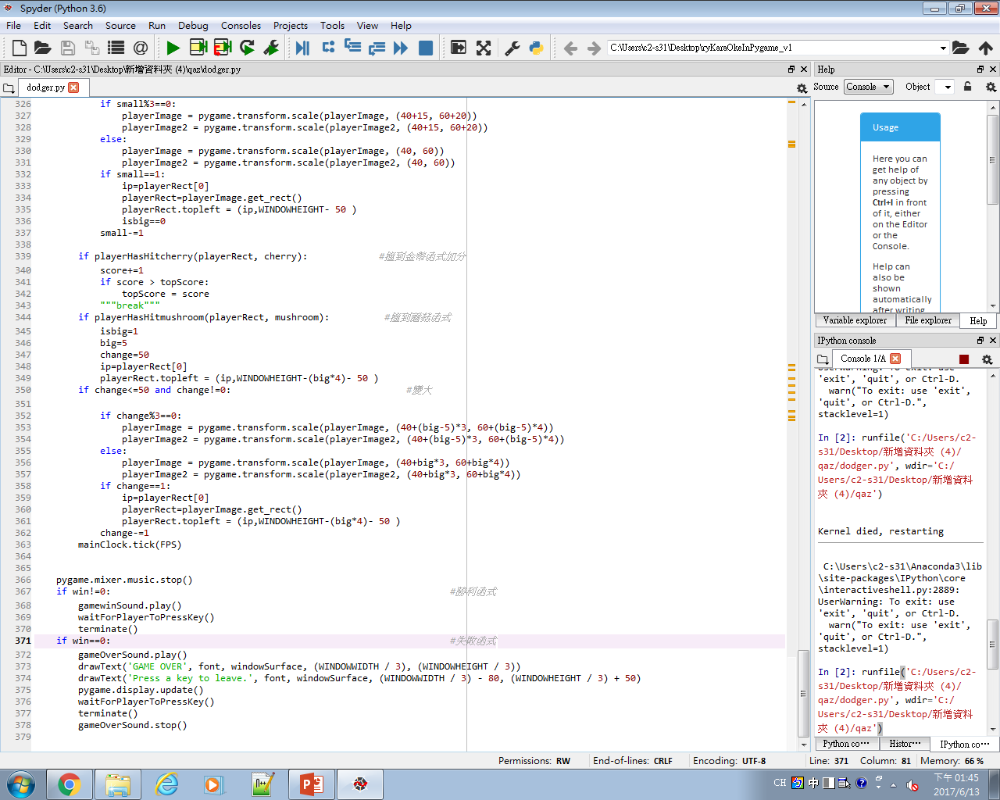 Spyder (Python 3.6)
File Edit Search Source Run Debug Consoles Projects Tools View Help
C:\Users\c2-s31\Desktop\ryKaraOkeInPygame_v1
Editor - C:\Users\c2-s31\Desktop\新增資料夾 (4)\qaz\dodger.py
dodger.py
326 if small%3==0:
327 playerImage = pygame.transform.scale(playerImage, (40+15, 60+20))
328 playerImage2 = pygame.transform.scale(playerImage2, (40+15, 60+20))
329 else:
330 playerImage = pygame.transform.scale(playerImage, (40, 60))
331 playerImage2 = pygame.transform.scale(playerImage2, (40, 60))
332 if small==1:
333 ip=playerRect[0]
334 playerRect=playerImage.get_rect()
335 playerRect.topleft = (ip,WINDOWHEIGHT- 50 )
336 isbig==0
337 small-=1
338
339 if playerHasHitcherry(playerRect, cherry): #撞到金幣函式加分
340 score+=1
341 if score > topScore:
342 topScore = score
343 """break"""
344 if playerHasHitmushroom(playerRect, mushroom): #撞到蘑菇函式
345 isbig=1
346 big=5
347 change=50
348 ip=playerRect[0]
349 playerRect.topleft = (ip,WINDOWHEIGHT-(big*4)- 50 )
350 if change<=50 and change!=0: #變大
351
352 if change%3==0:
353 playerImage = pygame.transform.scale(playerImage, (40+(big-5)*3, 60+(big-5)*4))
354 playerImage2 = pygame.transform.scale(playerImage2, (40+(big-5)*3, 60+(big-5)*4))
355 else:
356 playerImage = pygame.transform.scale(playerImage, (40+big*3, 60+big*4))
357 playerImage2 = pygame.transform.scale(playerImage2, (40+big*3, 60+big*4))
358 if change==1:
359 ip=playerRect[0]
360 playerRect=playerImage.get_rect()
361 playerRect.topleft = (ip,WINDOWHEIGHT-(big*4)- 50 )
362 change-=1
363 mainClock.tick(FPS)
364
365
366 pygame.mixer.music.stop()
367 if win!=0: #勝利函式
368 gamewinSound.play()
369 waitForPlayerToPressKey()
370 terminate()
371 if win==0: #失敗函式
372 gameOverSound.play()
373 drawText('GAME OVER', font, windowSurface, (WINDOWWIDTH / 3), (WINDOWHEIGHT / 3))
374 drawText('Press a key to leave.', font, windowSurface, (WINDOWWIDTH / 3) - 80, (WINDOWHEIGHT / 3) + 50)
375 pygame.display.update()
376 waitForPlayerToPressKey()
377 terminate()
378 gameOverSound.stop()
379
Help
Source Console Object
Usage
Here you can
get help of
any object by
pressing
Ctrl+I in front
of it, either
on the Editor
or the
Console.
Help can
also be
shown
automatically
after writing
Variable explorer File explorer Help
IPython console
Console 1/A
UserWarning: To exit: use
'exit', 'quit', or Ctrl-D.
warn("To exit: use 'exit',
'quit', or Ctrl-D.",
stacklevel=1)
In [2]: runfile('C:/Users/c2-
s31/Desktop/新增資料夾 (4)/
qaz/dodger.py', wdir='C:/
Users/c2-s31/Desktop/新增資料
夾 (4)/qaz')
Kernel died, restarting
C:\Users\c2-s31\Anaconda3\lib
\site-packages\IPython\core
\interactiveshell.py:2889:
UserWarning: To exit: use
'exit', 'quit', or Ctrl-D.
warn("To exit: use 'exit',
'quit', or Ctrl-D.",
stacklevel=1)
In [2]: runfile('C:/Users/c2-
s31/Desktop/新增資料夾 (4)/
qaz/dodger.py', wdir='C:/
Users/c2-s31/Desktop/新增資料
夾 (4)/qaz')
Python co··· Histor··· IPython co···
Permissions: RW End-of-lines: CRLF Encoding: UTF-8 Line: 371 Column: 81 Memory: 66 %
CH 中 下午 01:45
2017/6/13